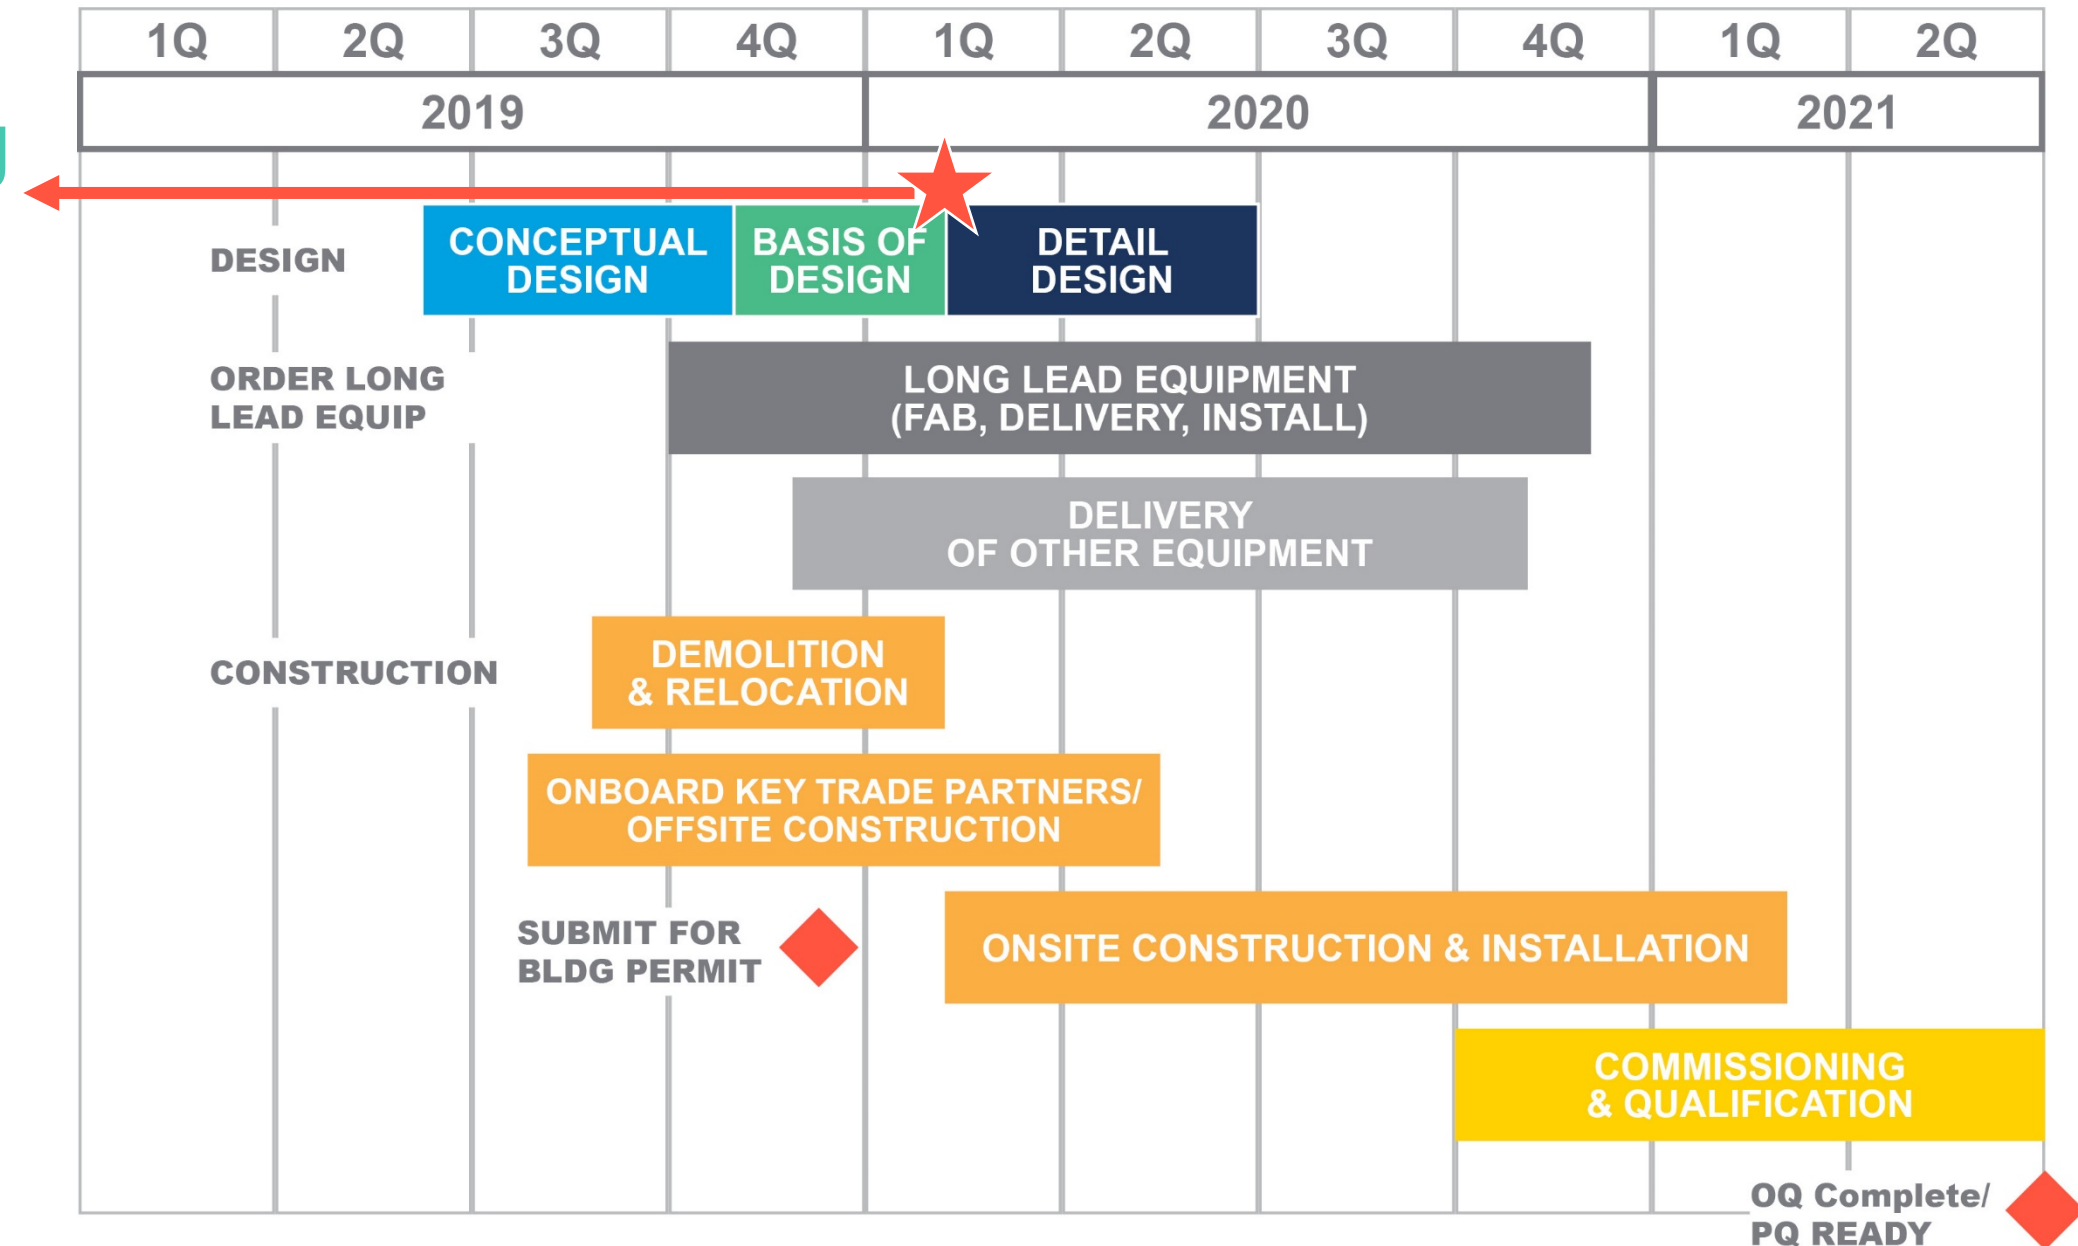 1Q 2Q 3Q 4Q 1Q 2Q 3Q 4Q 1Q 2Q
2019 2020 2021
DESIGN
CONCEPTUAL
DESIGN
BASIS OF
DESIGN
DETAIL
DESIGN
ORDER LONG
LEAD EQUIP
LONG LEAD EQUIPMENT
(FAB, DELIVERY, INSTALL)
DELIVERY
OF OTHER EQUIPMENT
CONSTRUCTION
DEMOLITION
& RELOCATION
ONBOARD KEY TRADE PARTNERS/
OFFSITE CONSTRUCTION
SUBMIT FOR
BLDG PERMIT
ONSITE CONSTRUCTION & INSTALLATION
COMMISSIONING
& QUALIFICATION
OQ Complete/
PQ READY